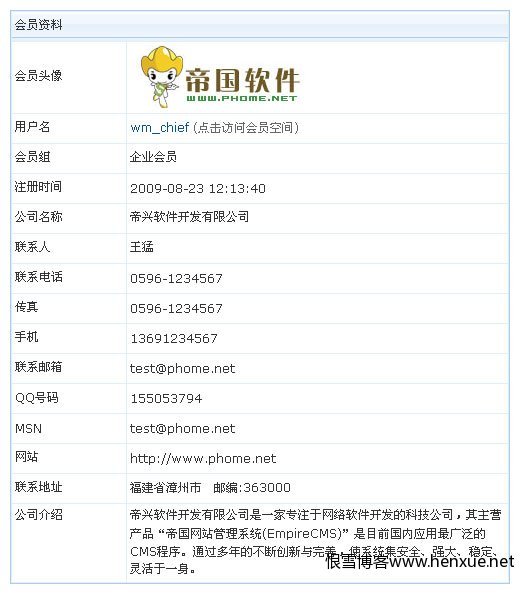 会员资料
会员头像
帝国软件
WWW.PHOME.NET
用户名 wm_chief (点击访问会员空间)
会员组 企业会员
注册时间 2009-08-23 12:13:40
公司名称 帝兴软件开发有限公司
联系人 王猛
联系电话 0596-1234567
传真 0596-1234567
手机 13691234567
联系邮箱 test@phome.net
QQ号码 155053794
MSN test@phome.net
网站 http://www.phome.net
联系地址 福建省漳州市 邮编:363000
公司介绍 帝兴软件开发有限公司是一家专注于网络软件开发的科技公司，其主营
产品“帝国网站管理系统(EmpireCMS)”是目前国内应用最广泛的
CMS程序。通过多年的不断创新与完善，使系统集安全、强大、稳定、
灵活于一身。
恨雪博客www.henxue.net